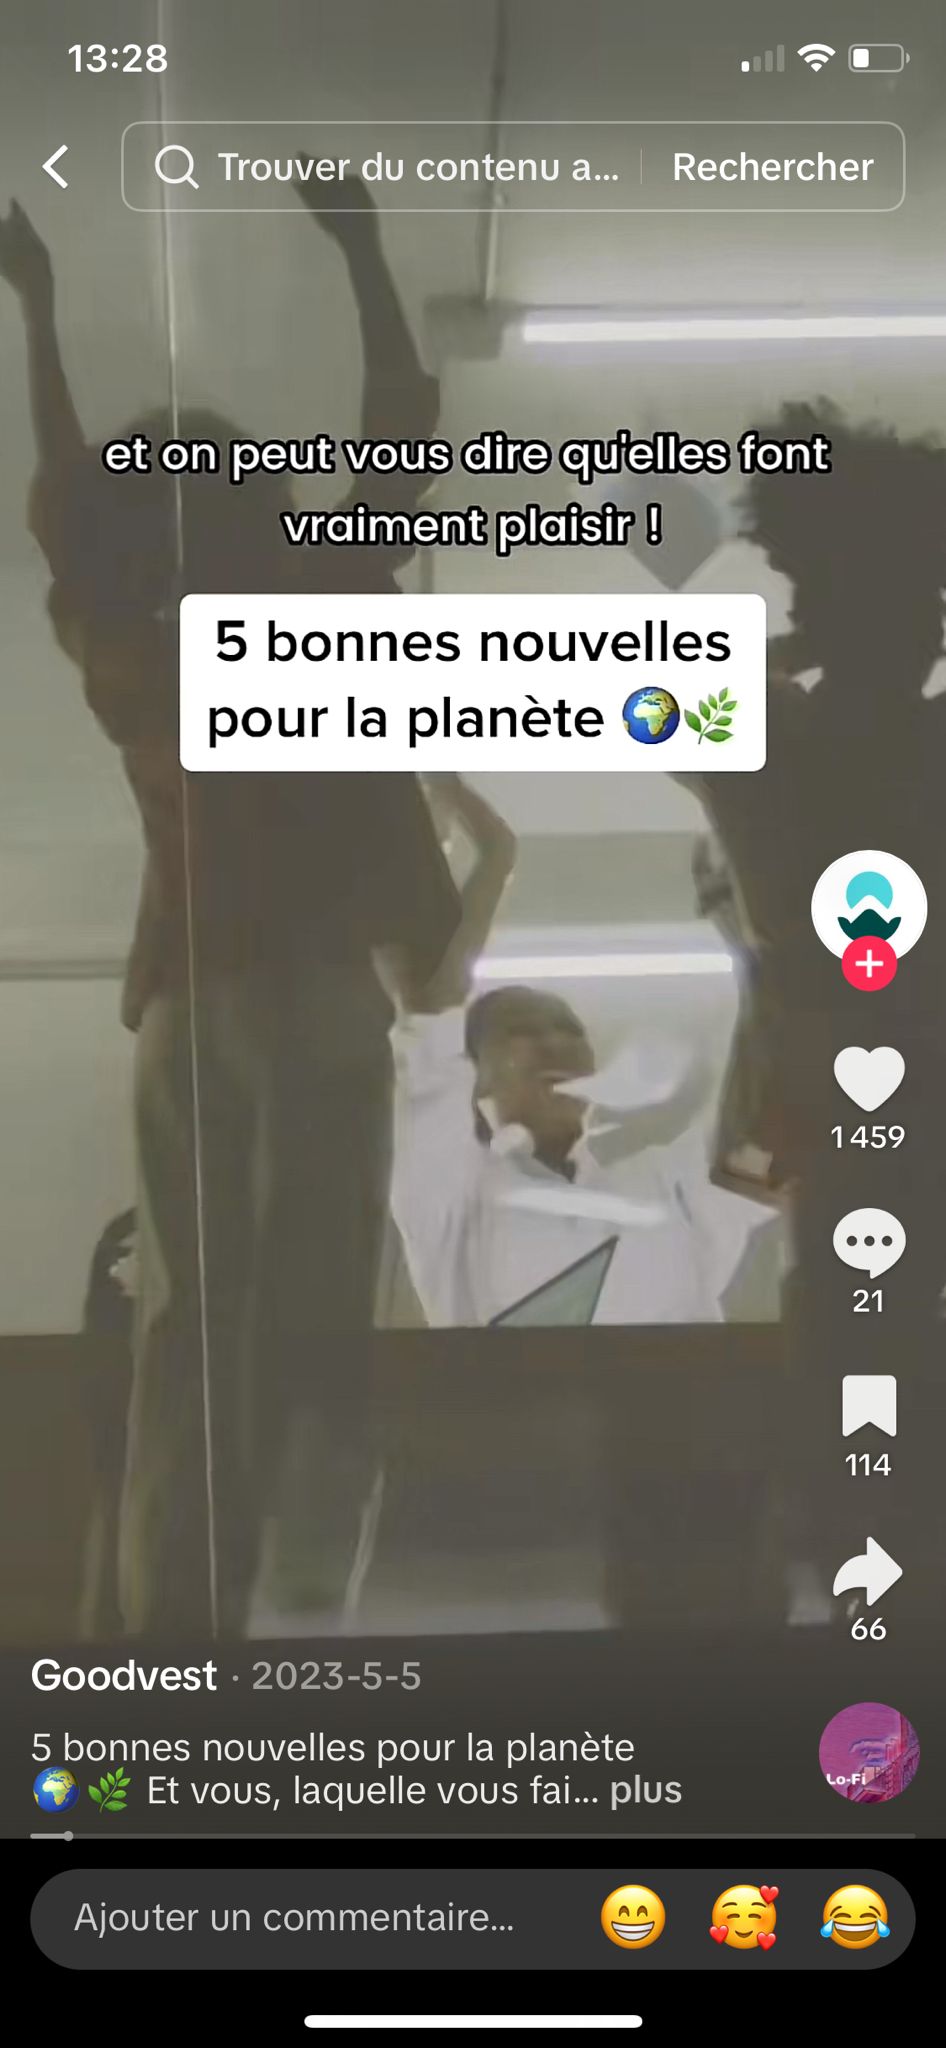 13:28
Trouver du contenu a... Rechercher
et on peut vous dire qu'elles font
vraiment plaisir !
5 bonnes nouvelles
pour la planète 🌍🌿
1459
21
114
66
Goodvest · 2023-5-5
5 bonnes nouvelles pour la planète
🌍🌿 Et vous, laquelle vous fai... plus
Lo-Fi
Ajouter un commentaire...